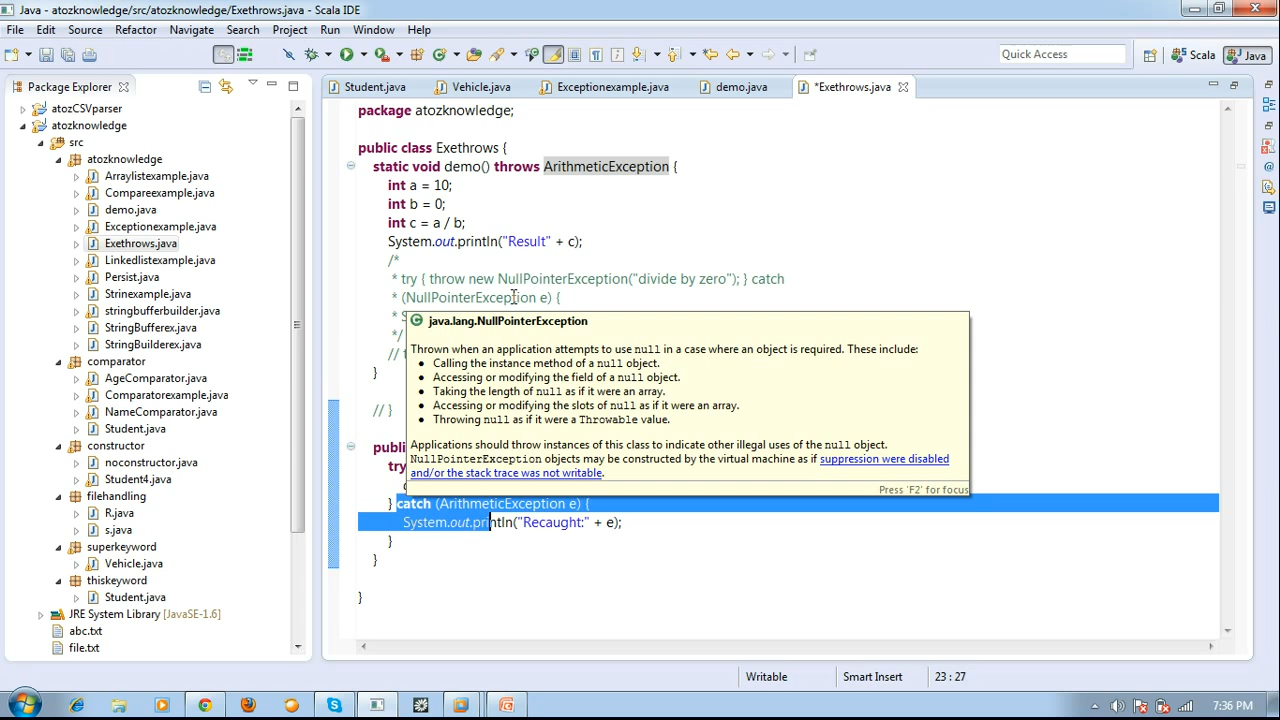 Java - atozknowledge/src/atozknowledge/Exethrows.java - Scala IDE
File Edit Source Refactor Navigate Search Project Run Window Help
Quick Access
Scala
Java
Package Explorer
atozCSVparser
atozknowledge
src
atozknowledge
Arraylistexample.java
Compareexample.java
demo.java
Exceptionexample.java
Exethrows.java
Linkedlistexample.java
Persist.java
Strinexample.java
stringbufferbuilder.java
StringBufferex.java
StringBuilderex.java
comparator
AgeComparator.java
Comparatorexample.java
NameComparator.java
Student.java
constructor
noconstructor.java
Student4.java
filehandling
R.java
s.java
superkeyword
Vehicle.java
thiskeyword
Student.java
JRE System Library [JavaSE-1.6]
abc.txt
file.txt
Student.java
Vehicle.java
Exceptionexample.java
demo.java
*Exethrows.java
package atozknowledge;
public class Exethrows {
static void demo() throws ArithmeticException {
int a = 10;
int b = 0;
int c = a / b;
System.out.println("Result" + c);
/*
* try { throw new NullPointerException("divide by zero"); } catch
* (NullPointerException e) {
* S
*/
// t
}
// }
publi
try
c
} catch (ArithmeticException e) {
System.out.println("Recaught:" + e);
}
}
}
java.lang.NullPointerException
Thrown when an application attempts to use null in a case where an object is required. These include:
• Calling the instance method of a null object.
• Accessing or modifying the field of a null object.
• Taking the length of null as if it were an array.
• Accessing or modifying the slots of null as if it were an array.
• Throwing null as if it were a Throwable value.
Applications should throw instances of this class to indicate other illegal uses of the null object.
NullPointerException objects may be constructed by the virtual machine as if suppression were disabled
and/or the stack trace was not writable.
Press 'F2' for focus
Writable
Smart Insert
23 : 27
7:36 PM